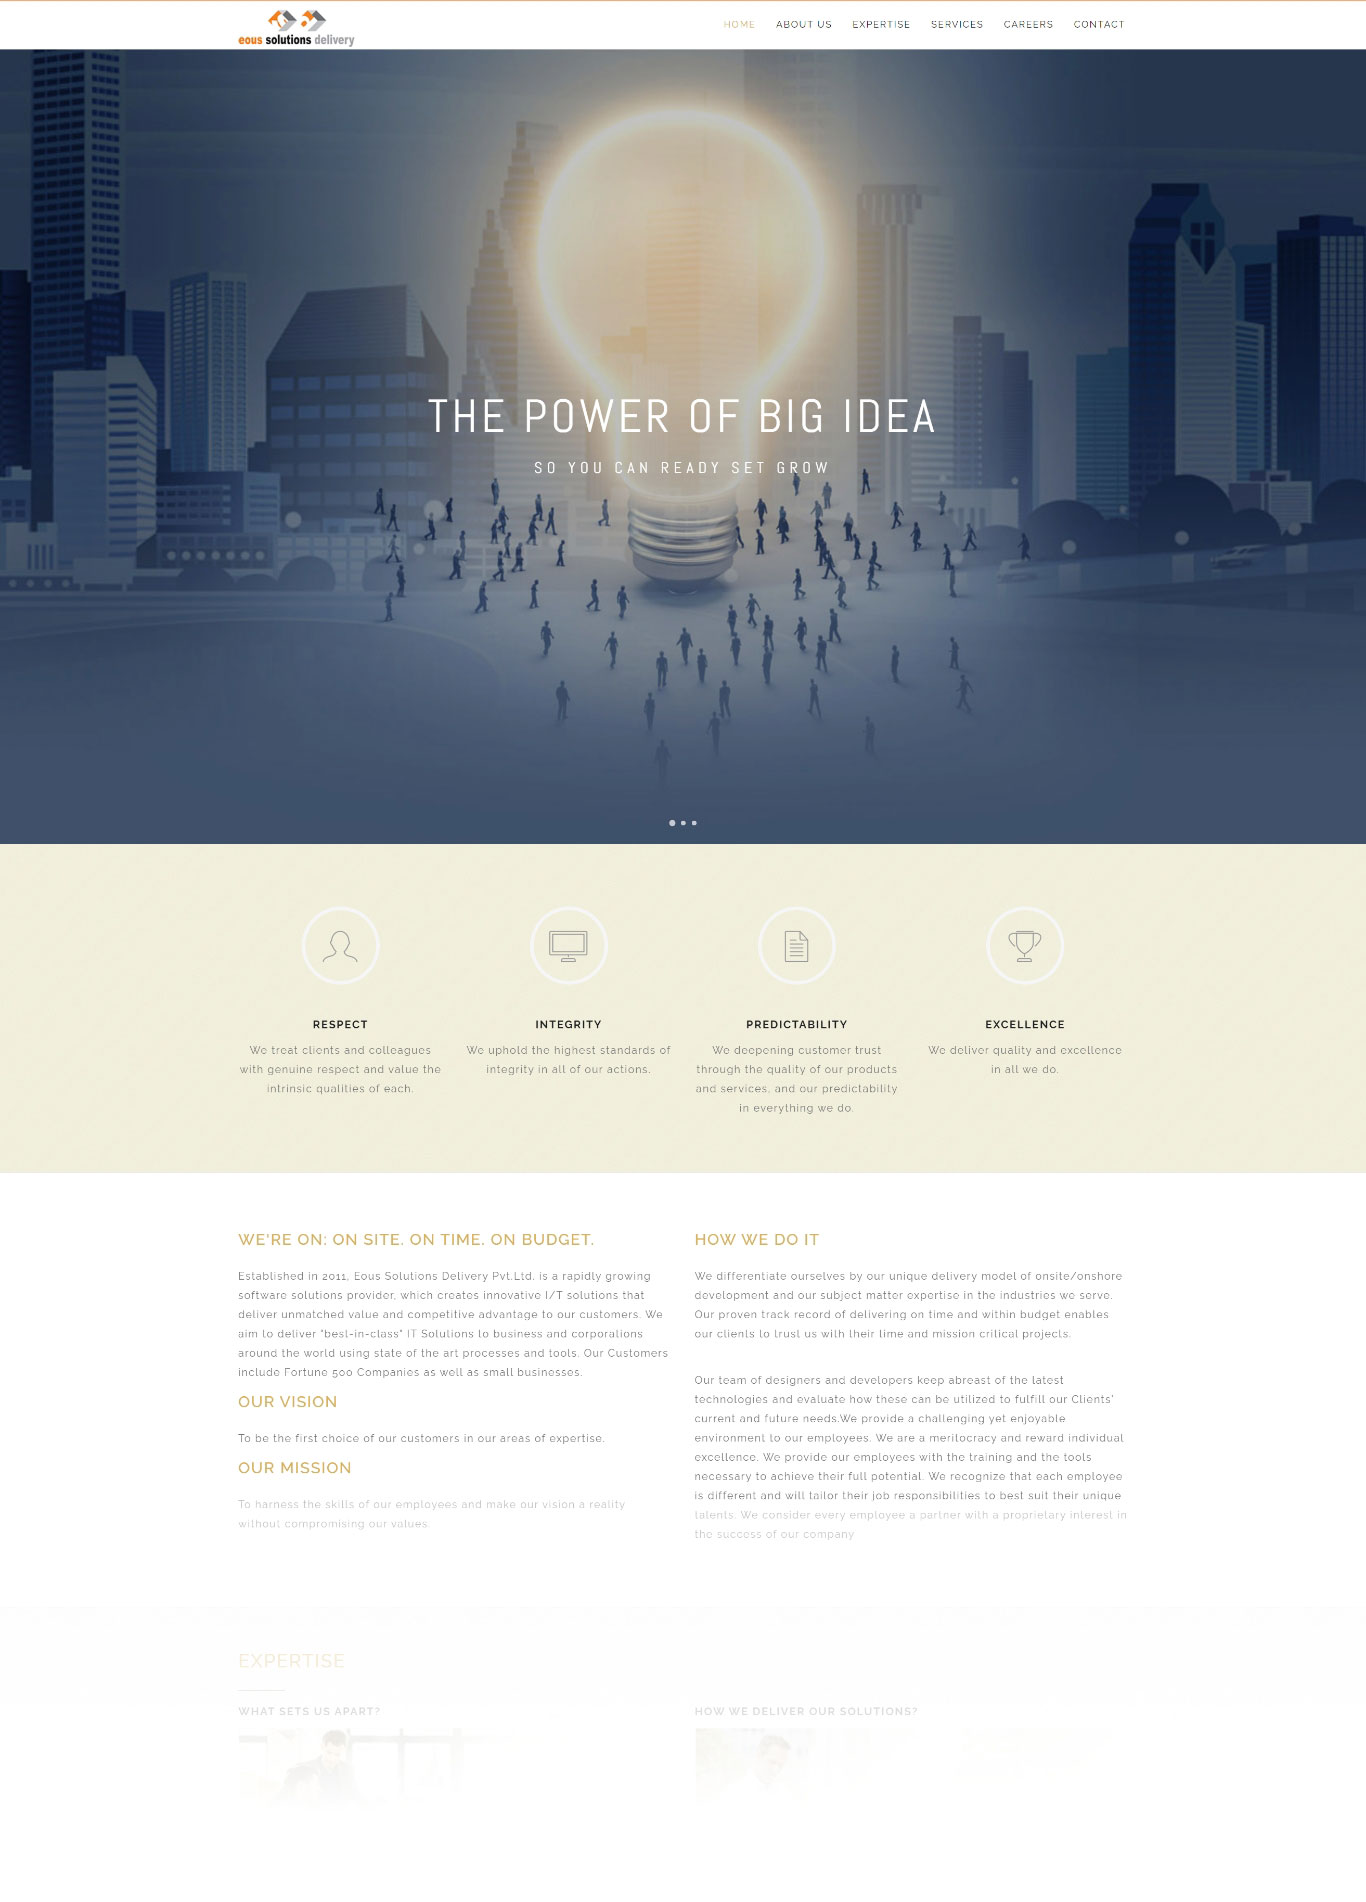 eous solutions delivery
HOME ABOUT US EXPERTISE SERVICES CAREERS CONTACT
THE POWER OF BIG IDEA
SO YOU CAN READY SET GROW
RESPECT
We treat clients and colleagues
with genuine respect and value the
intrinsic qualities of each.
INTEGRITY
We uphold the highest standards of
integrity in all of our actions.
PREDICTABILITY
We deepening customer trust
through the quality of our products
and services, and our predictability
in everything we do.
EXCELLENCE
We deliver quality and excellence
in all we do.
WE'RE ON: ON SITE. ON TIME. ON BUDGET.
Established in 2011, Eous Solutions Delivery Pvt.Ltd. is a rapidly growing
software solutions provider, which creates innovative I/T solutions that
deliver unmatched value and competitive advantage to our customers. We
aim to deliver "best-in-class" IT Solutions to business and corporations
around the world using state of the art processes and tools. Our Customers
include Fortune 500 Companies as well as small businesses.
OUR VISION
To be the first choice of our customers in our areas of expertise.
OUR MISSION
To harness the skills of our employees and make our vision a reality
without compromising our values.
HOW WE DO IT
We differentiate ourselves by our unique delivery model of onsite/onshore
development and our subject matter expertise in the industries we serve.
Our proven track record of delivering on time and within budget enables
our clients to trust us with their time and mission critical projects.
Our team of designers and developers keep abreast of the latest
technologies and evaluate how these can be utilized to fulfill our Clients'
current and future needs.We provide a challenging yet enjoyable
environment to our employees. We are a meritocracy and reward individual
excellence. We provide our employees with the training and the tools
necessary to achieve their full potential. We recognize that each employee
is different and will tailor their job responsibilities to best suit their unique
talents. We consider every employee a partner with a proprietary interest in
the success of our company
EXPERTISE
WHAT SETS US APART?
HOW WE DELIVER OUR SOLUTIONS?